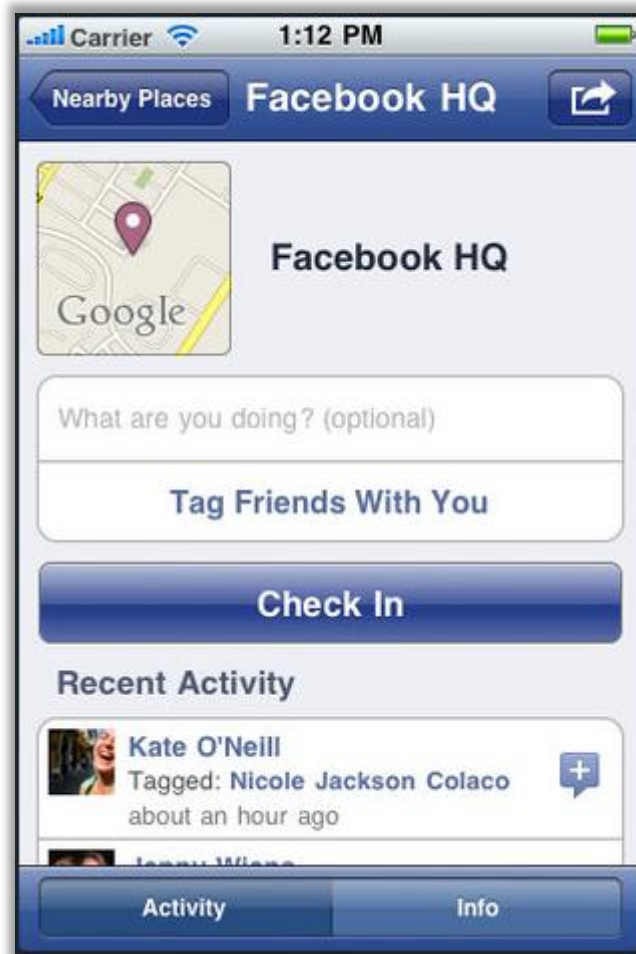 Carrier 1:12 PM
Nearby Places Facebook HQ
Facebook HQ
Google
What are you doing? (optional)
Tag Friends With You
Check In
Recent Activity
Kate O'Neill
Tagged: Nicole Jackson Colaco
about an hour ago
Activity Info